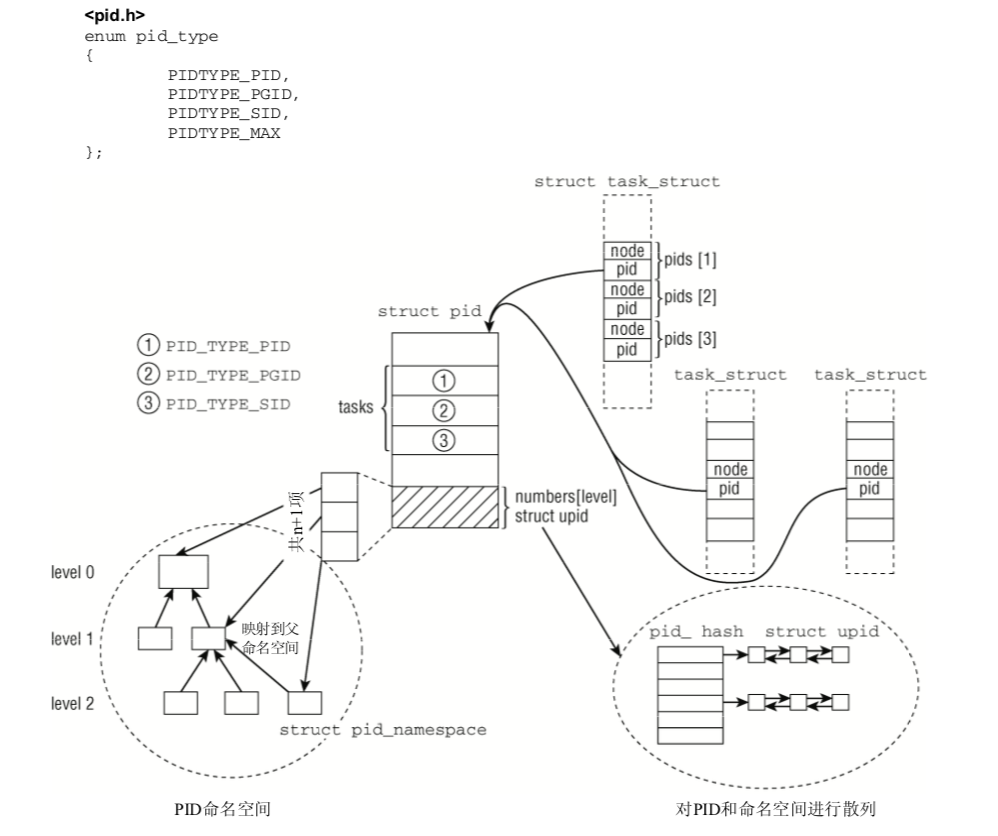 <pid.h>
enum pid_type
{
PIDTYPE_PID,
PIDTYPE_PGID,
PIDTYPE_SID,
PIDTYPE_MAX
};
struct task_struct
node
pid
pids [1]
node
pid
pids [2]
node
pid
pids [3]
struct pid
① PID_TYPE_PID
② PID_TYPE_PGID
③ PID_TYPE_SID
tasks
①
②
③
task_struct
task_struct
node
pid
node
pid
numbers[level]
struct upid
共n+1项
level 0
level 1
level 2
映射到父
命名空间
struct pid_namespace
pid_ hash
struct upid
PID命名空间
对PID和命名空间进行散列